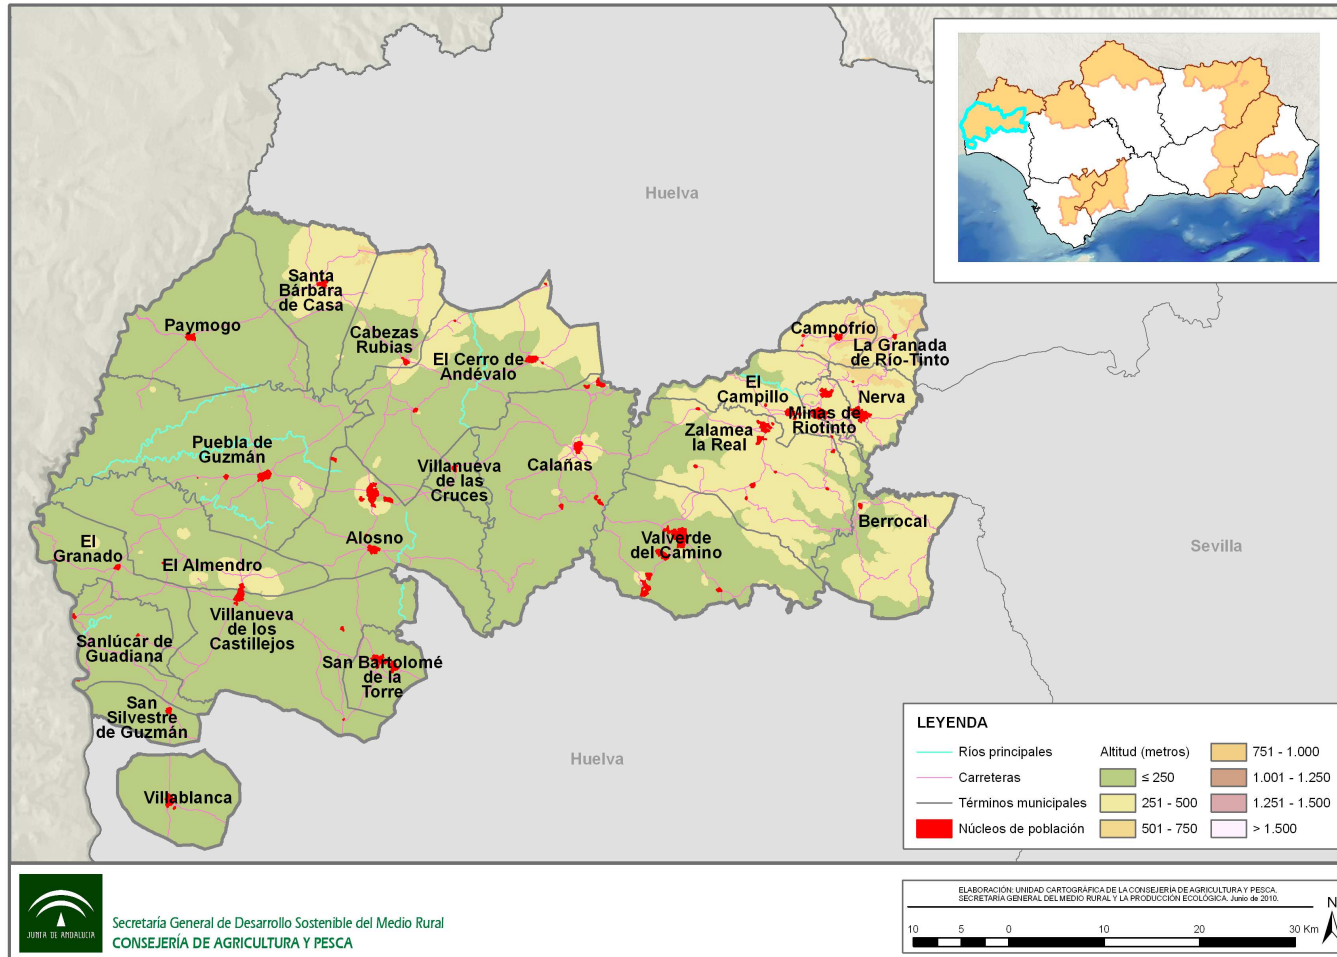 Huelva
Santa
Bárbara
de Casa
Paymogo
Cabezas
Rubias
El Cerro de
Andévalo
Campofrío
La Granada
de Río-Tinto
El
Campillo
Nerva
Minas de
Riotinto
Zalamea
la Real
Puebla de
Guzmán
Villanueva
de las
Cruces
Calañas
Berrocal
Valverde
del Camino
Alosno
El
Granado
El Almendro
Villanueva
de los
Castillejos
Sanlúcar de
Guadiana
San Bartolomé
de la
Torre
San
Silvestre
de Guzmán
Villablanca
Sevilla
Huelva
LEYENDA
Ríos principales
Carreteras
Términos municipales
Núcleos de población
Altitud (metros)
≤ 250
251 - 500
501 - 750
751 - 1.000
1.001 - 1.250
1.251 - 1.500
> 1.500
JUNTA DE ANDALUCIA
Secretaría General de Desarrollo Sostenible del Medio Rural
CONSEJERÍA DE AGRICULTURA Y PESCA
ELABORACIÓN: UNIDAD CARTOGRÁFICA DE LA CONSEJERÍA DE AGRICULTURA Y PESCA.
SECRETARÍA GENERAL DEL MEDIO RURAL Y LA PRODUCCIÓN ECOLÓGICA. Junio de 2010.
10 5 0 10 20 30 Km
N